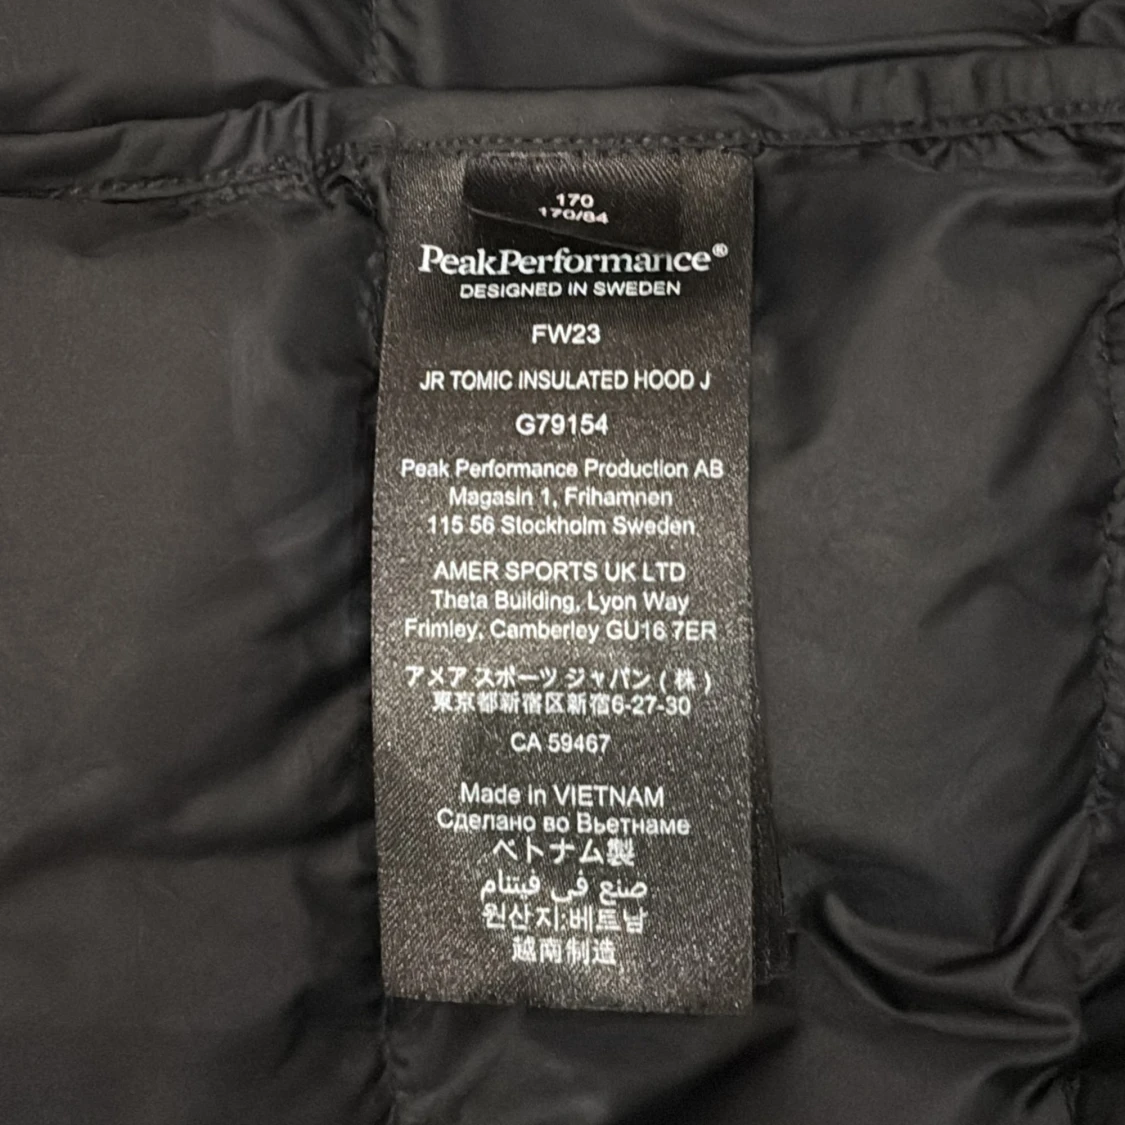 170
170/84
PeakPerformance®
DESIGNED IN SWEDEN
FW23
JR TOMIC INSULATED HOOD J
G79154
Peak Performance Production AB
Magasin 1, Frihamnen
115 56 Stockholm Sweden
AMER SPORTS UK LTD
Theta Building, Lyon Way
Frimley, Camberley GU16 7ER
アメア スポーツ ジャパン ( 株 )
東京都新宿区新宿6-27-30
CA 59467
Made in VIETNAM
Сделано во Вьетнаме
ベトナム製
صنع في فيتنام
원산지:베트남
越南制造